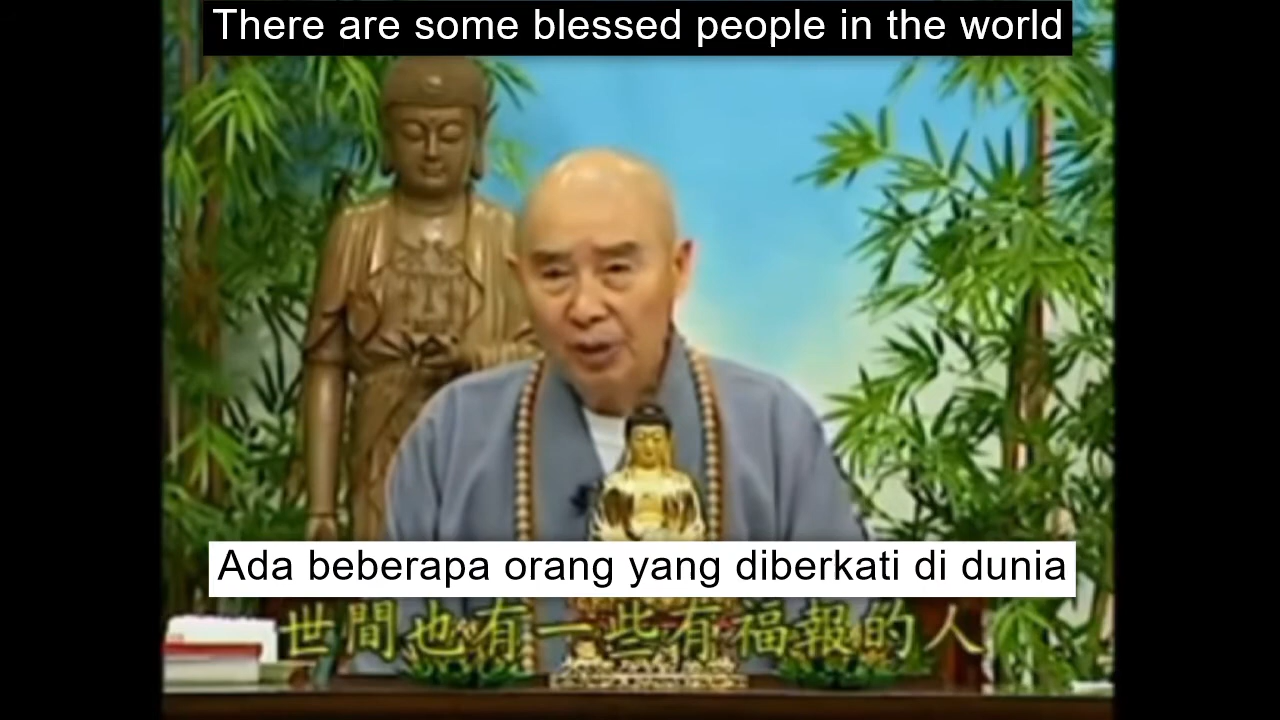 There are some blessed people in the world
Ada beberapa orang yang diberkati di dunia
世間也有一些有福報的人